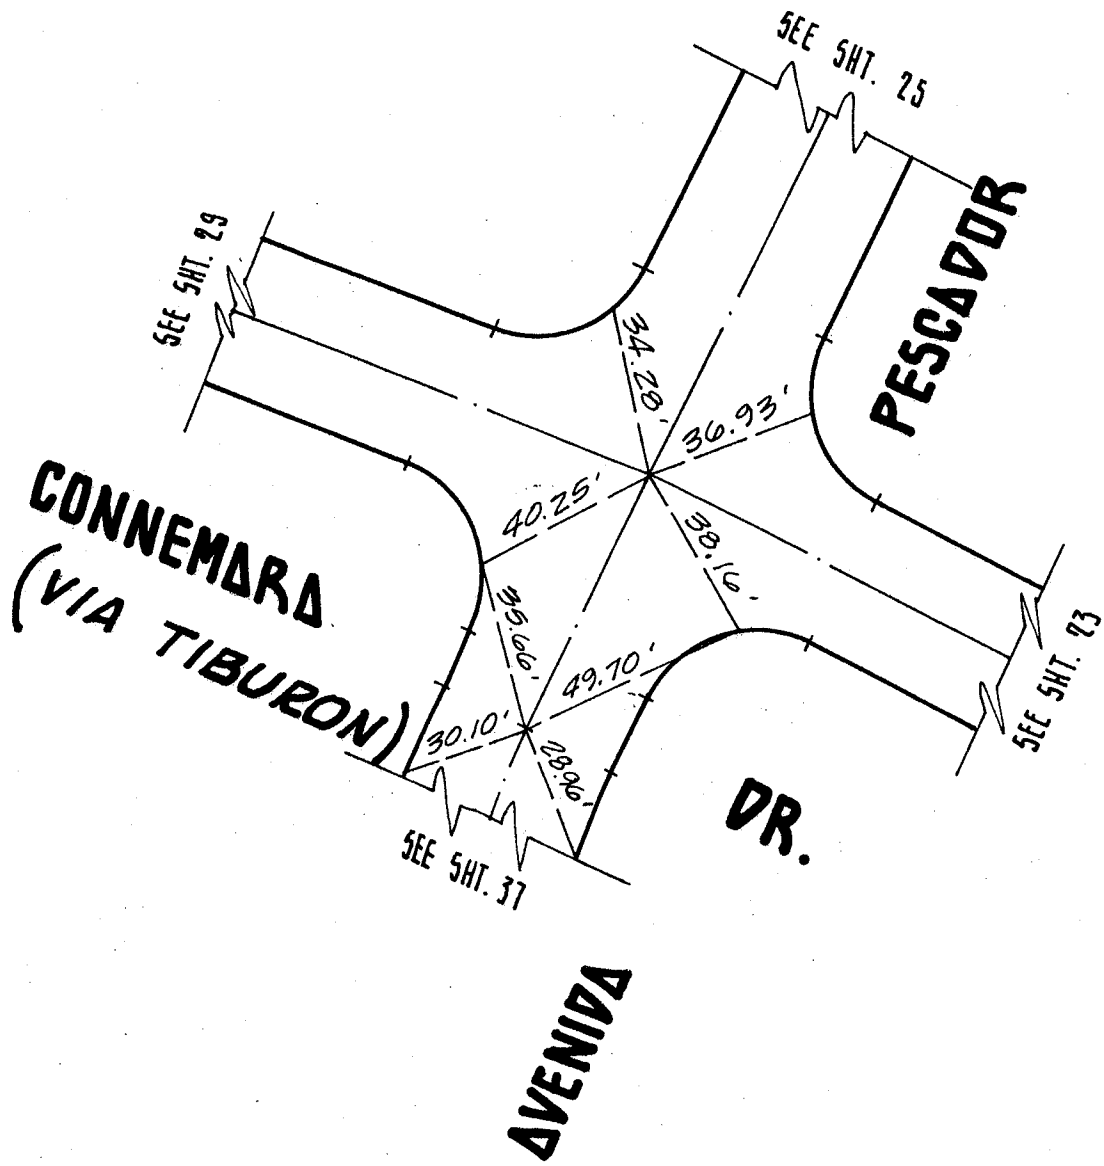 SEE SHT. 25
SEE SHT. 29
PESCADOR
34.28'
36.93'
40.25'
38.16'
CONNEMARA
(VIA TIBURON)
35.66'
49.70'
30.10'
28.96'
SEE SHT. 23
SEE SHT. 37
DR.
AVENIDA